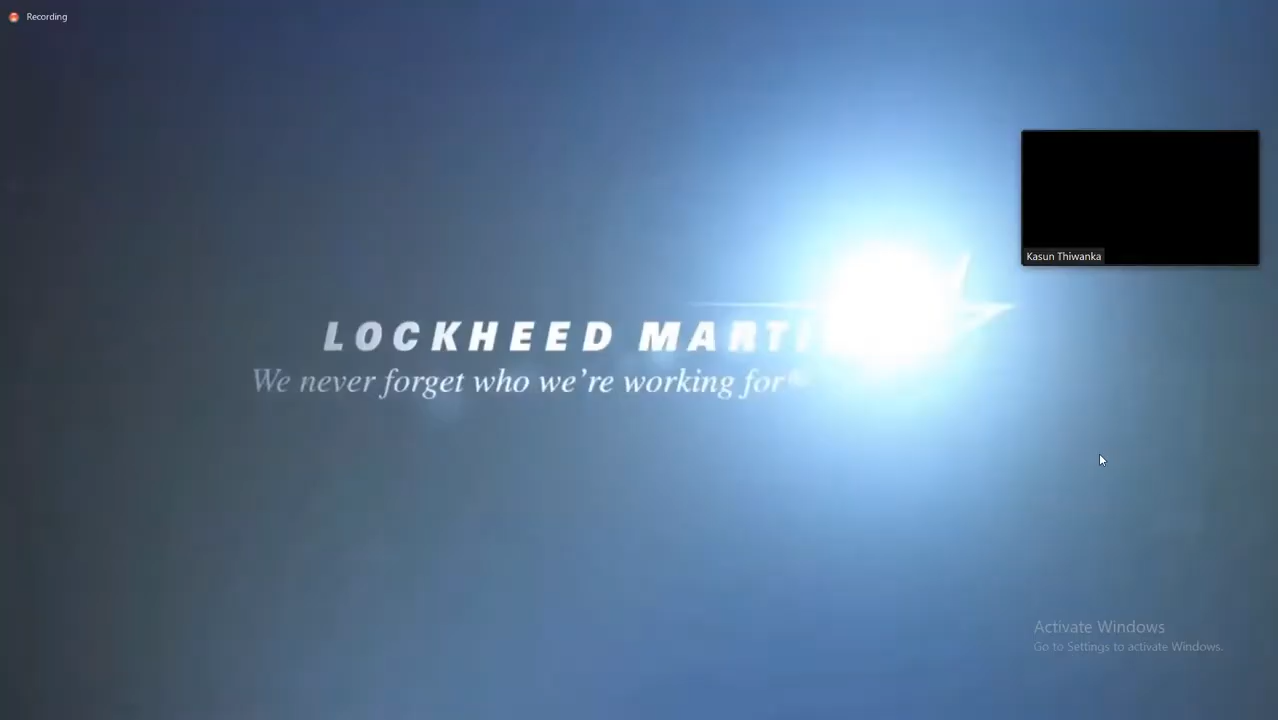 Recording
LOCKHEED MARTI
We never forget who we're working for
Kasun Thiwanka
Activate Windows
Go to Settings to activate Windows.